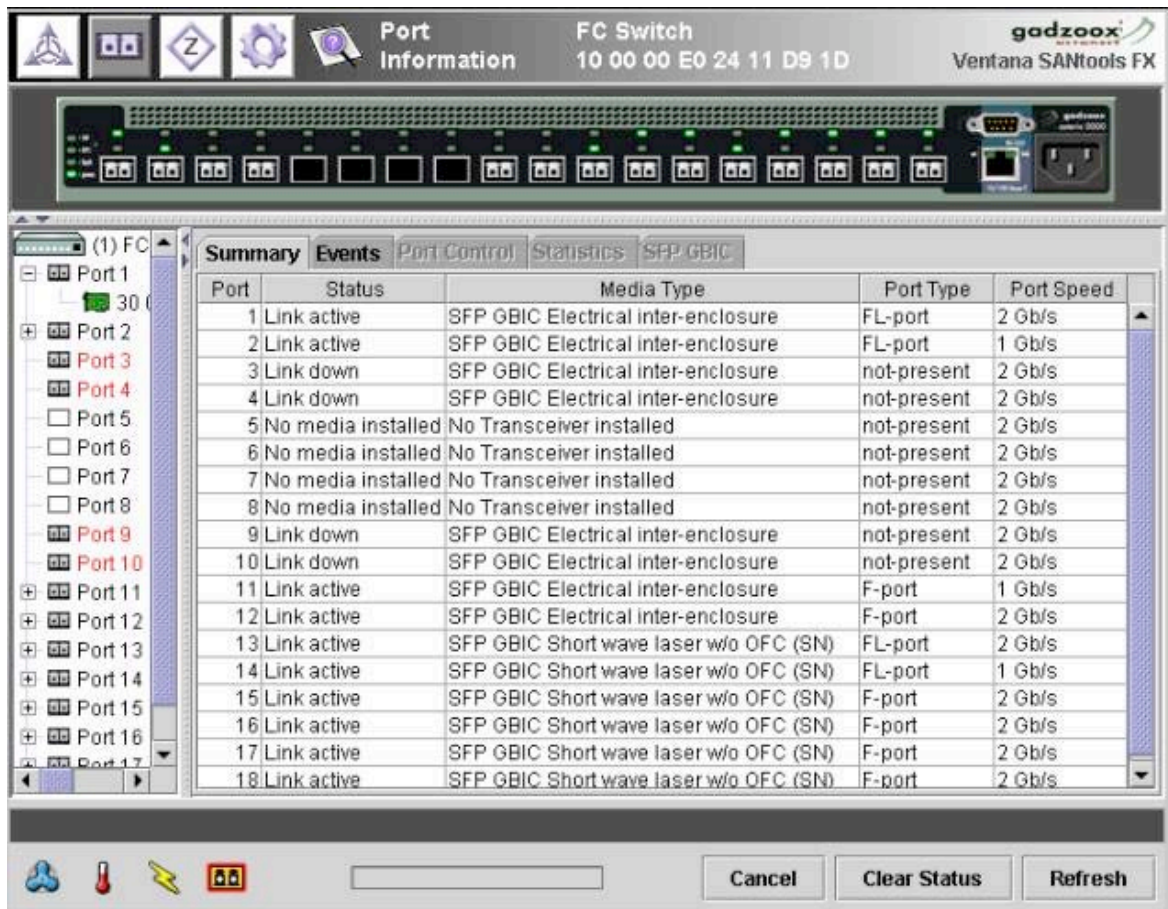 Port Information
FC Switch
10 00 00 E0 24 11 D9 1D
gadzoox
Ventana SANtools FX
(1) FC
Port 1
30
Port 2
Port 3
Port 4
Port 5
Port 6
Port 7
Port 8
Port 9
Port 10
Port 11
Port 12
Port 13
Port 14
Port 15
Port 16
Port 17
Summary Events Port Control Statistics SFP GBIC
Port Status Media Type Port Type Port Speed
1 Link active SFP GBIC Electrical inter-enclosure FL-port 2 Gb/s
2 Link active SFP GBIC Electrical inter-enclosure FL-port 1 Gb/s
3 Link down SFP GBIC Electrical inter-enclosure not-present 2 Gb/s
4 Link down SFP GBIC Electrical inter-enclosure not-present 2 Gb/s
5 No media installed No Transceiver installed not-present 2 Gb/s
6 No media installed No Transceiver installed not-present 2 Gb/s
7 No media installed No Transceiver installed not-present 2 Gb/s
8 No media installed No Transceiver installed not-present 2 Gb/s
9 Link down SFP GBIC Electrical inter-enclosure not-present 2 Gb/s
10 Link down SFP GBIC Electrical inter-enclosure not-present 2 Gb/s
11 Link active SFP GBIC Electrical inter-enclosure F-port 1 Gb/s
12 Link active SFP GBIC Electrical inter-enclosure F-port 2 Gb/s
13 Link active SFP GBIC Short wave laser w/o OFC (SN) FL-port 2 Gb/s
14 Link active SFP GBIC Short wave laser w/o OFC (SN) FL-port 1 Gb/s
15 Link active SFP GBIC Short wave laser w/o OFC (SN) F-port 2 Gb/s
16 Link active SFP GBIC Short wave laser w/o OFC (SN) F-port 2 Gb/s
17 Link active SFP GBIC Short wave laser w/o OFC (SN) F-port 2 Gb/s
18 Link active SFP GBIC Short wave laser w/o OFC (SN) F-port 2 Gb/s
Cancel Clear Status Refresh